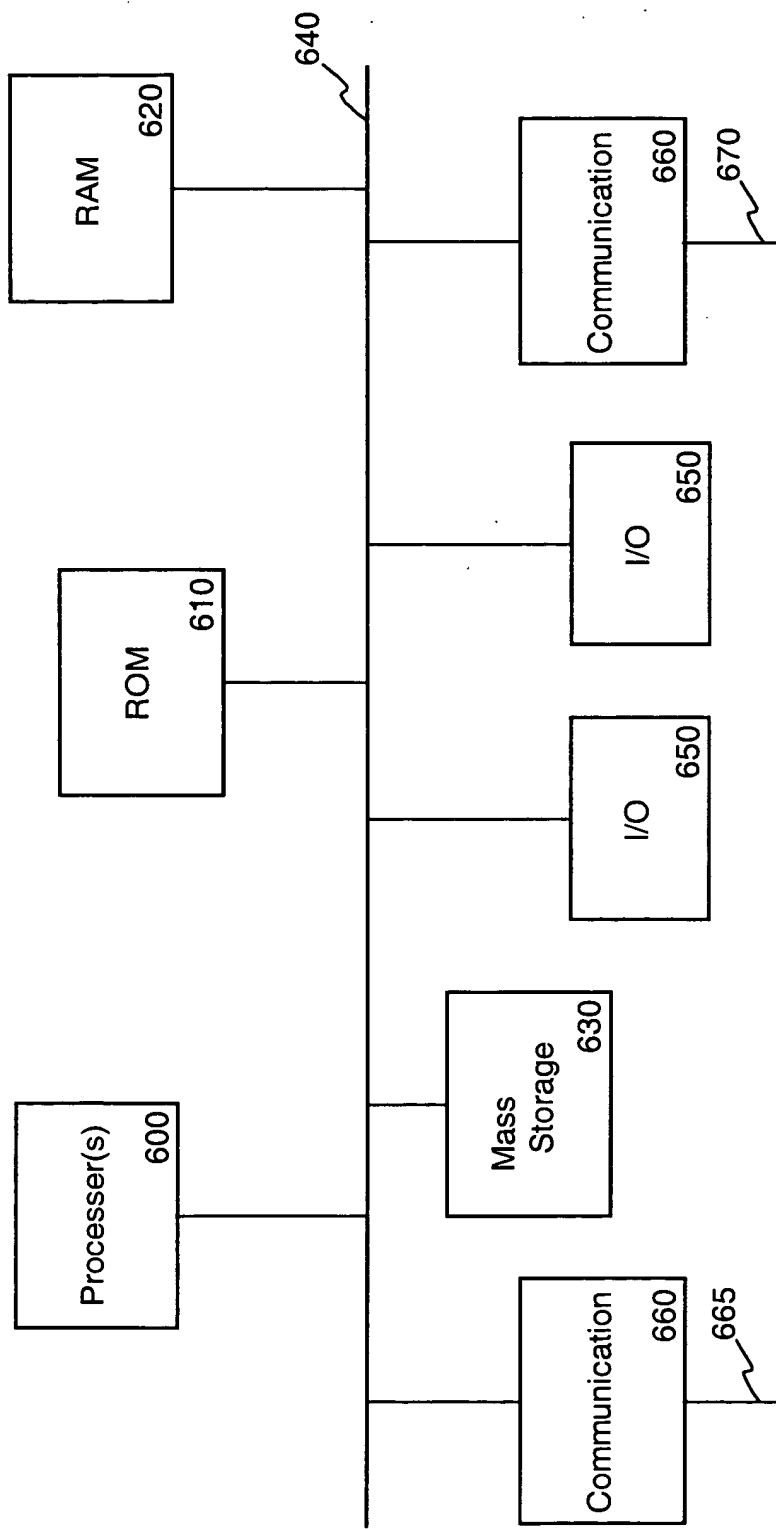 Processer(s)
600
ROM
610
RAM
620
640
Communication
660
665
Mass
Storage
630
I/O
650
I/O
650
Communication
660
670